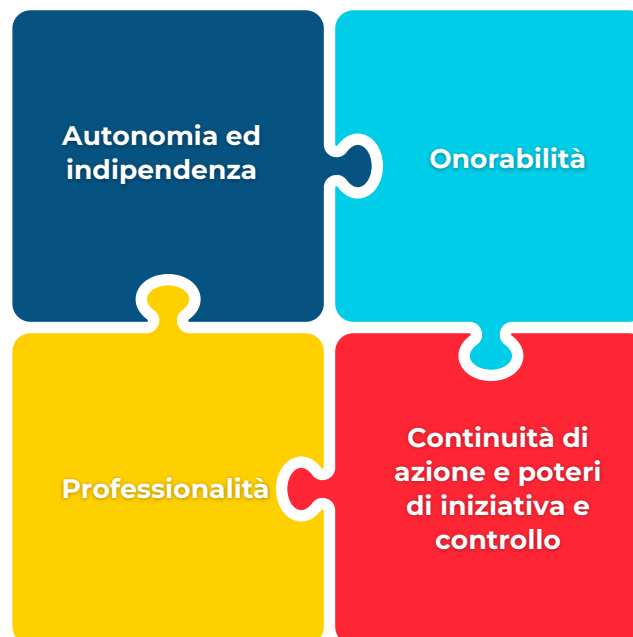 Autonomia ed
indipendenza
Onorabilità
Professionalità
Continuità di
azione e poteri
di iniziativa e
controllo